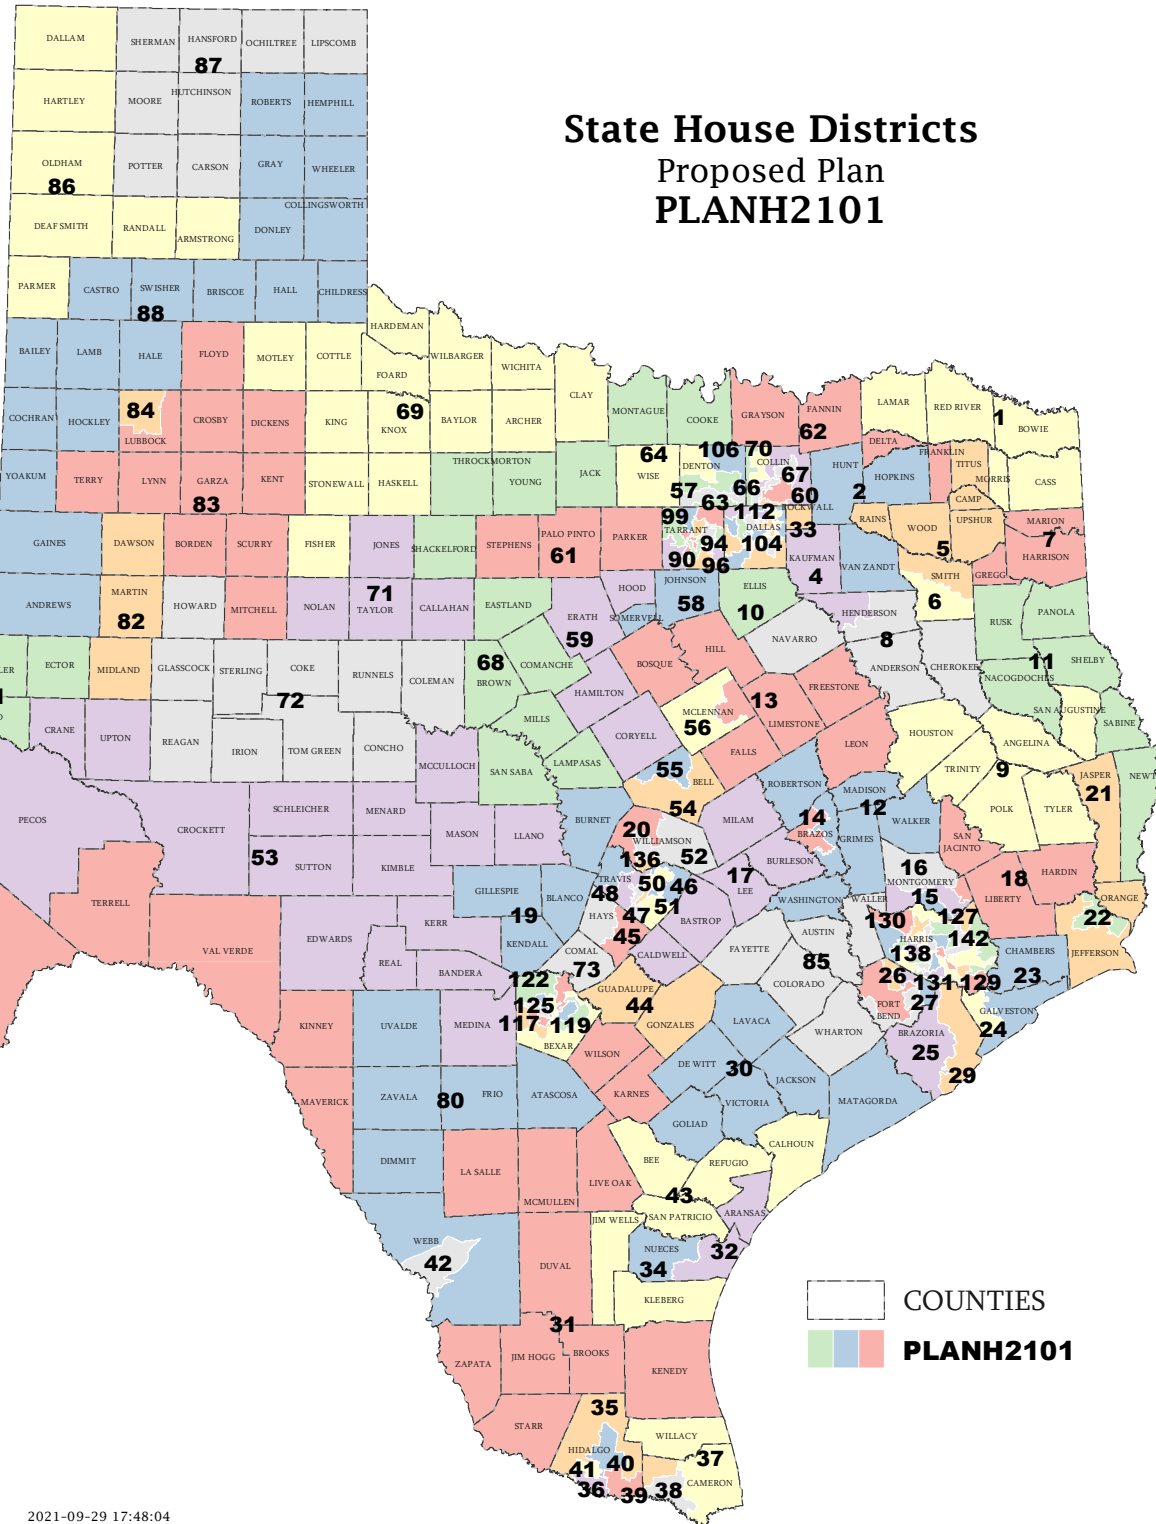 State House Districts
Proposed Plan
PLANH2101
DALLAM
SHERMAN
HANSFORD
OCHILTREE
LIPSCOMB
87
HARTLEY
MOORE
HUTCHINSON
ROBERTS
HEMPHILL
OLDHAM
86
POTTER
CARSON
GRAY
WHEELER
DEAF SMITH
RANDALL
ARMSTRONG
DONLEY
COLLINGSWORTH
PARMER
CASTRO
SWISHER
88
BRISCOE
HALL
CHILDRESS
HARDEMAN
BAILEY
LAMB
HALE
FLOYD
MOTLEY
COTTLE
FOARD
WILBARGER
WICHITA
CLAY
MONTAGUE
COOKE
GRAYSON
FANNIN
62
LAMAR
RED RIVER
1
BOWIE
COCHRAN
HOCKLEY
84
LUBBOCK
CROSBY
DICKENS
KING
69
KNOX
BAYLOR
ARCHER
DELTA
FRANKLIN
TITUS
MORRIS
CASS
YOAKUM
TERRY
LYNN
GARZA
83
KENT
STONEWALL
HASKELL
THROCKMORTON
YOUNG
JACK
64
WISE
106
70
DENTON
COLLIN
67
57
66
63
60
HUNT
2
HOPKINS
CAMP
99
112
ROCKWALL
33
TARRANT
DALLAS
94
104
90
96
RAINS
WOOD
5
UPSHUR
MARION
7
HARRISON
GAINES
DAWSON
BORDEN
SCURRY
FISHER
JONES
SHACKELFORD
STEPHENS
PALO PINTO
61
PARKER
KAUFMAN
4
VAN ZANDT
SMITH
6
GREGG
ANDREWS
MARTIN
82
HOWARD
MITCHELL
NOLAN
71
TAYLOR
CALLAHAN
EASTLAND
ERATH
59
HOOD
SOMERVELL
JOHNSON
58
ELLIS
10
HENDERSON
8
RUSK
PANOLA
LER
ECTOR
MIDLAND
GLASSCOCK
STERLING
COKE
72
RUNNELS
COLEMAN
68
BROWN
COMANCHE
BOSQUE
HILL
NAVARRO
ANDERSON
CHEROKEE
11
NACOGDOCHES
SHELBY
CRANE
UPTON
REAGAN
IRION
TOM GREEN
CONCHO
MILLS
HAMILTON
CORYELL
MCLENNAN
56
13
LIMESTONE
FREESTONE
LEON
SAN AUGUSTINE
SABINE
HOUSTON
ANGELINA
TRINITY
9
MCCULLOCH
SAN SABA
LAMPASAS
FALLS
55
BELL
54
ROBERTSON
MADISON
12
POLK
TYLER
JASPER
21
NEWT
PECOS
CROCKETT
SCHLEICHER
MENARD
MASON
LLANO
BURNET
20
WILLIAMSON
52
MILAM
14
BRAZOS
GRIMES
WALKER
SAN
JACINTO
53
SUTTON
KIMBLE
136
TRAVIS
48
50
46
51
17
LEE
BURLESON
16
MONTGOMERY
15
18
HARDIN
LIBERTY
TERRELL
GILLESPIE
BLANCO
HAYS
47
45
BASTROP
WASHINGTON
WALLER
130
127
ORANGE
22
VAL VERDE
EDWARDS
KERR
19
KENDALL
COMAL
73
CALDWELL
FAYETTE
AUSTIN
85
COLORADO
HARRIS
142
138
CHAMBERS
23
JEFFERSON
REAL
BANDERA
122
125
117
119
BEXAR
GUADALUPE
44
GONZALES
26
131
129
FORT
BEND
27
GALVESTON
24
KINNEY
UVALDE
MEDINA
WILSON
LAVACA
WHARTON
BRAZORIA
25
29
MAVERICK
ZAVALA
80
FRIO
ATASCOSA
KARNES
DE WITT
30
JACKSON
VICTORIA
MATAGORDA
GOLIAD
DIMMIT
LA SALLE
MCMULLEN
LIVE OAK
BEE
REFUGIO
CALHOUN
43
WEBB
42
DUVAL
JIM WELLS
SAN PATRICIO
ARANSAS
NUECES
34
32
KLEBERG
31
ZAPATA
JIM HOGG
BROOKS
KENEDY
STARR
35
HIDALGO
41
40
36
39
WILLACY
37
38
CAMERON
COUNTIES
PLANH2101
2021-09-29 17:48:04